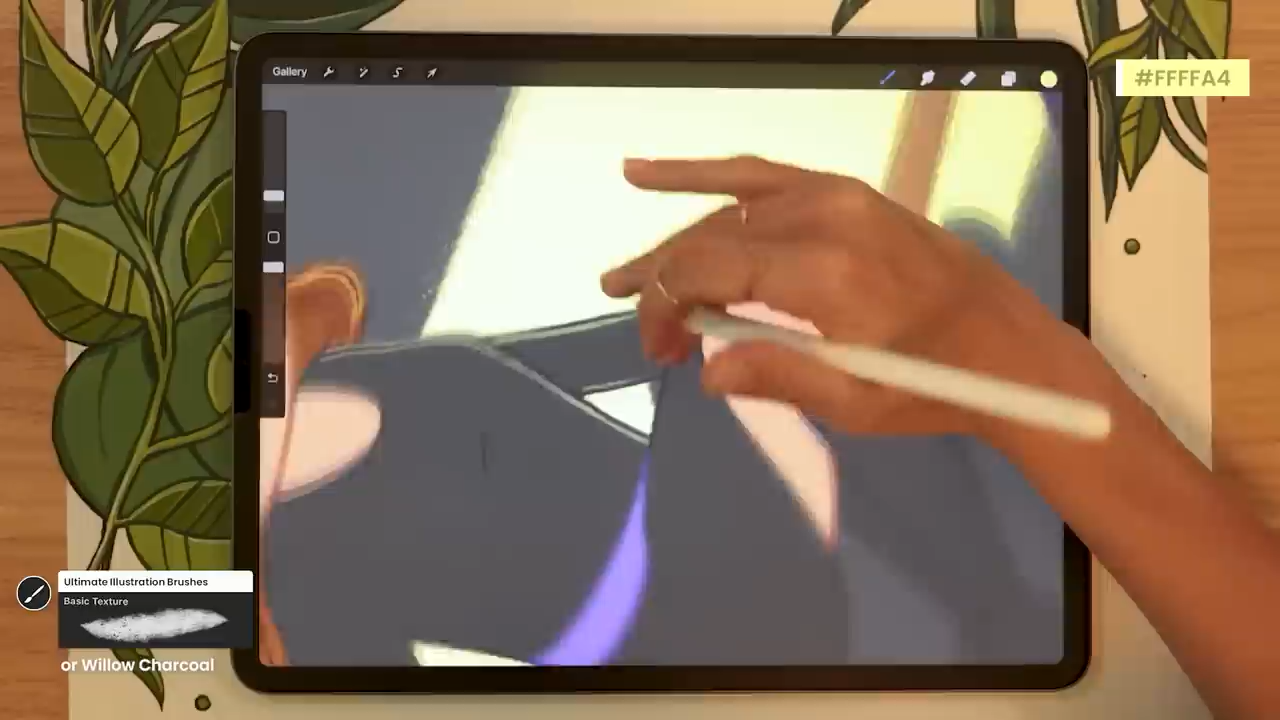 Gallery
#FFFFA4
Ultimate Illustration Brushes
Basic Texture
or Willow Charcoal